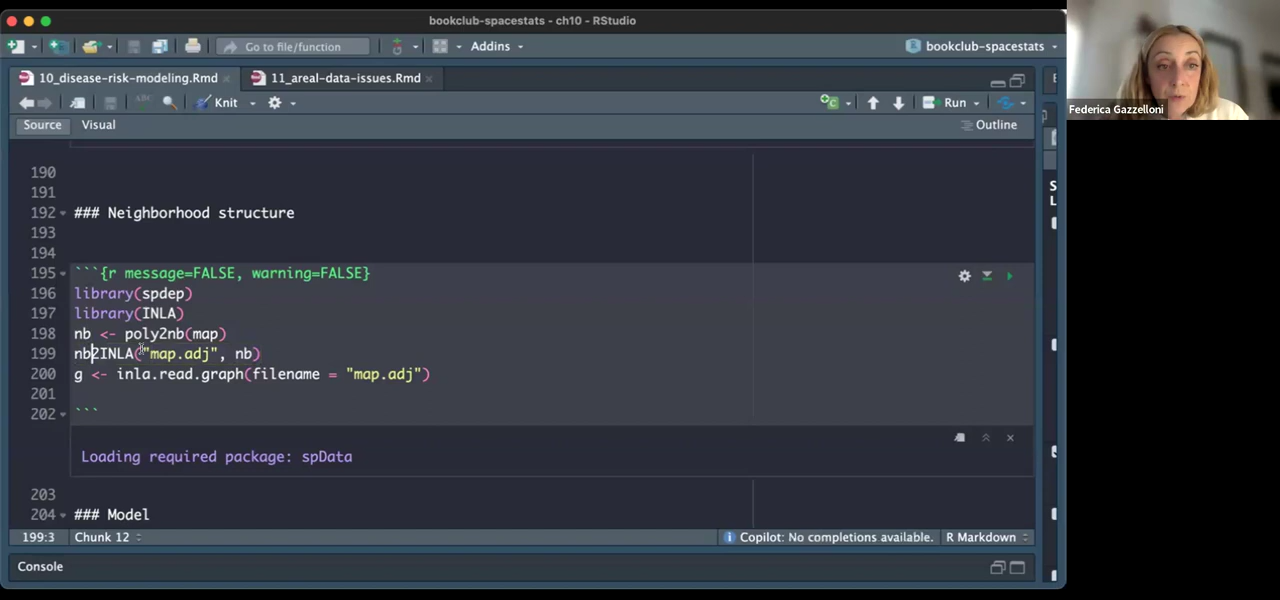 bookclub-spacestats - ch10 - RStudio
Go to file/function
Addins
bookclub-spacestats
10_disease-risk-modeling.Rmd
11_areal-data-issues.Rmd
Knit
Run
Source
Visual
Outline
190
191
192 ### Neighborhood structure
193
194
195 ```{r message=FALSE, warning=FALSE}
196 library(spdep)
197 library(INLA)
198 nb <- poly2nb(map)
199 nb2INLA("map.adj", nb)
200 g <- inla.read.graph(filename = "map.adj")
201
202 ```
Loading required package: spData
203
204 ### Model
199:3 Chunk 12
Copilot: No completions available.
R Markdown
Console
Federica Gazzelloni